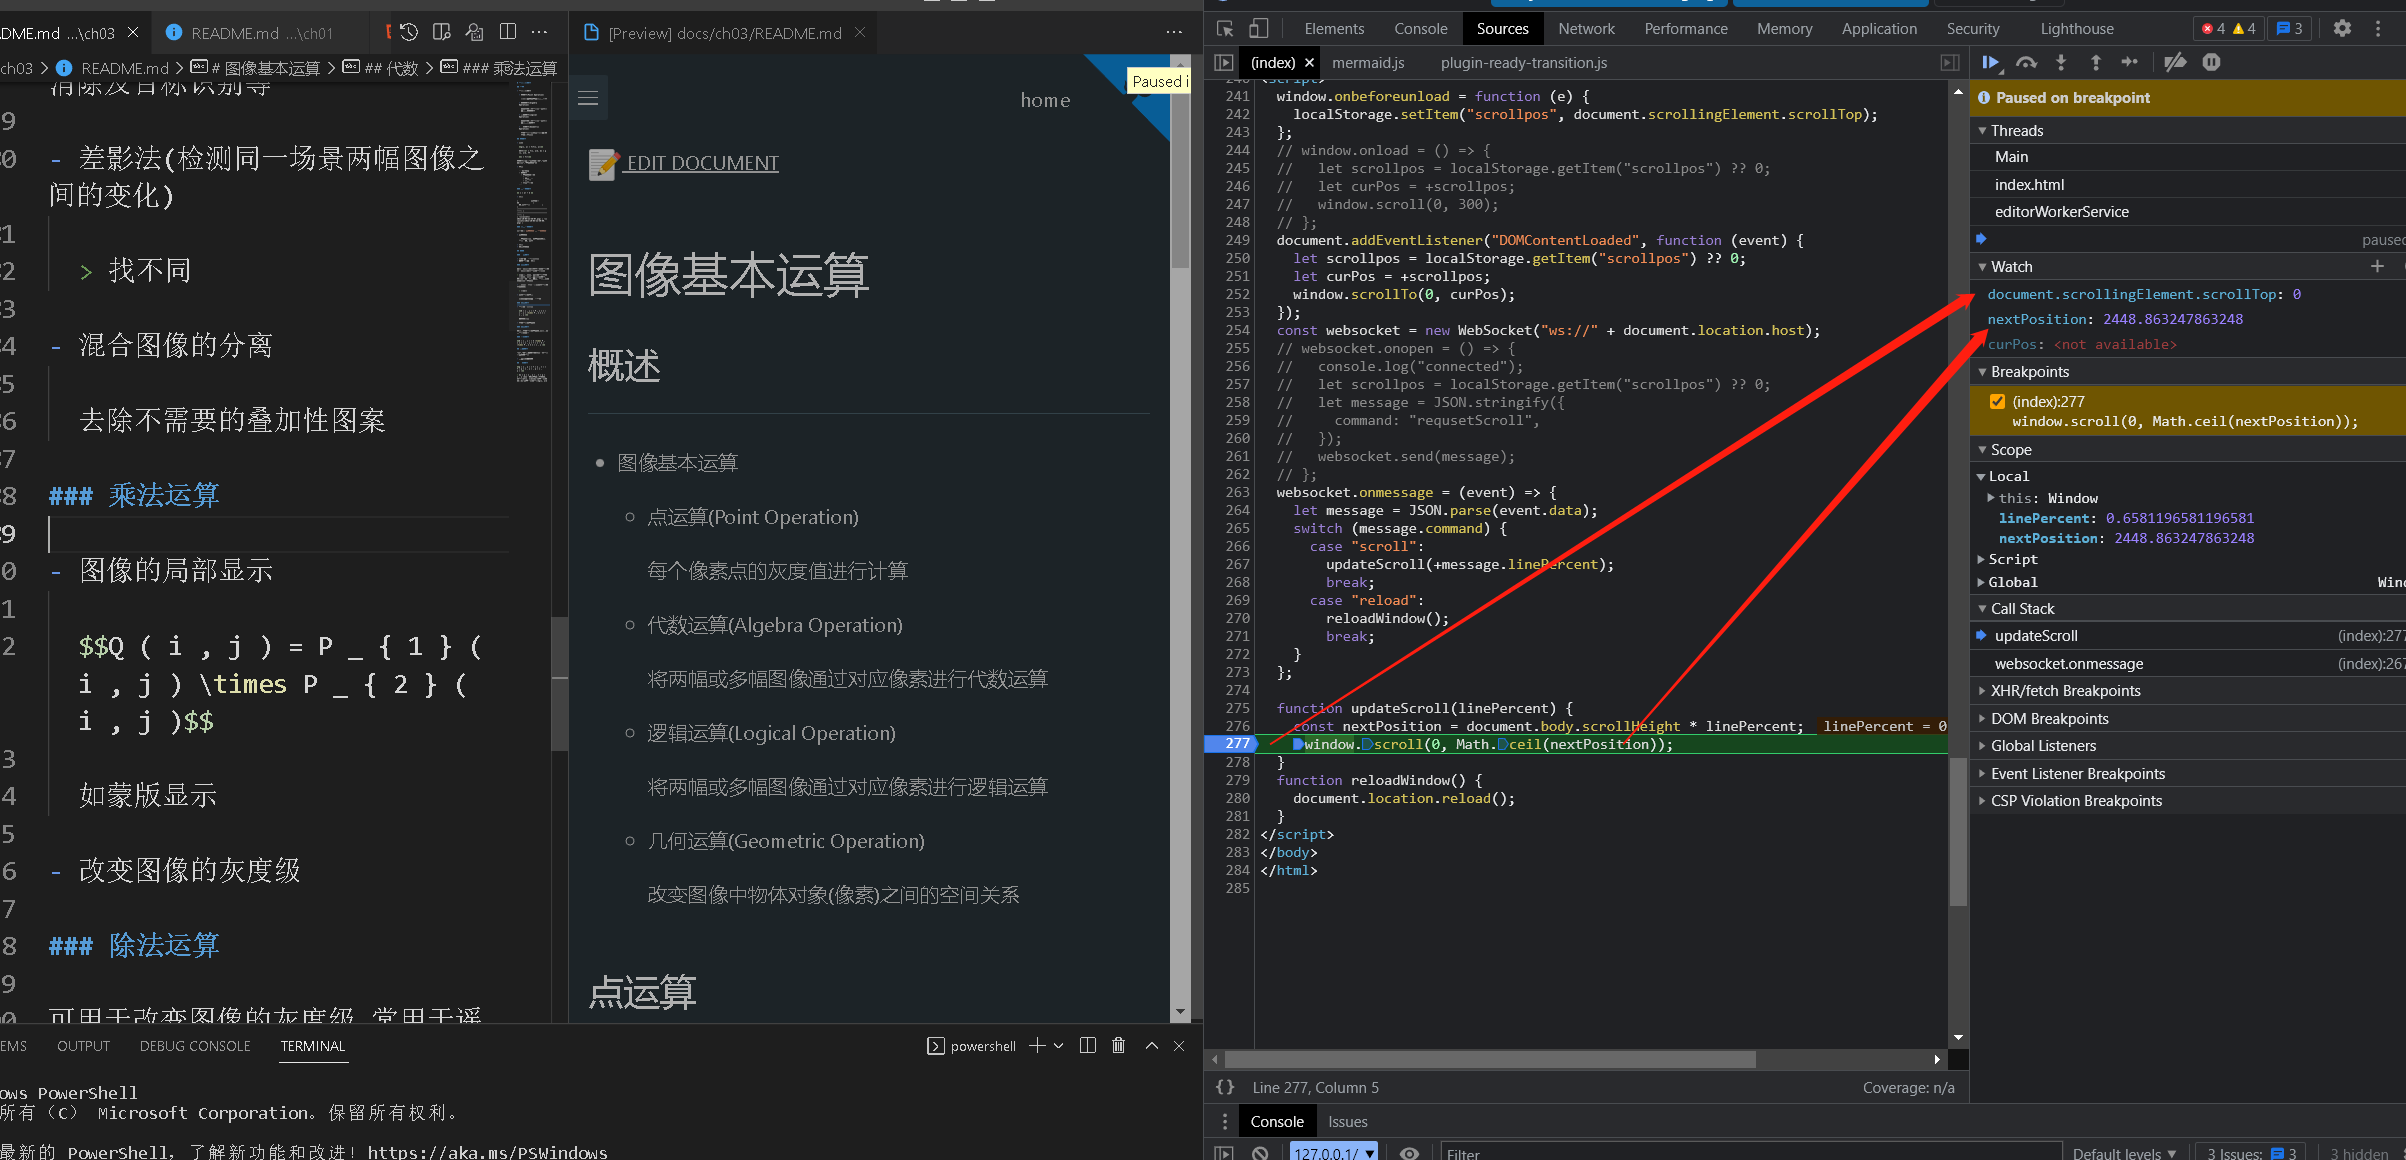 DME.md ...\ch03
README.md ...\ch01
ch03 > README.md > # 图像基本运算 > ## 代数 > ### 乘法运算
消除及目标识别等
- 差影法(检测同一场景两幅图像之
间的变化)
> 找不同
- 混合图像的分离
去除不需要的叠加性图案
### 乘法运算
- 图像的局部显示
$$Q ( i , j ) = P _ { 1 } (
i , j ) \times P _ { 2 } (
i , j )$$
如蒙版显示
- 改变图像的灰度级
### 除法运算
可用于改变图像的灰度级 常用于遥
[Preview] docs/ch03/README.md
Paused i
home
EDIT DOCUMENT
图像基本运算
概述
图像基本运算
点运算(Point Operation)
每个像素点的灰度值进行计算
代数运算(Algebra Operation)
将两幅或多幅图像通过对应像素进行代数运算
逻辑运算(Logical Operation)
将两幅或多幅图像通过对应像素进行逻辑运算
几何运算(Geometric Operation)
改变图像中物体对象(像素)之间的空间关系
点运算
EMS OUTPUT DEBUG CONSOLE TERMINAL
powershell
ows PowerShell
所有 (C) Microsoft Corporation。保留所有权利。
最新的 PowerShell，了解新功能和改进！https://aka.ms/PSWindows
Elements Console Sources Network Performance Memory Application Security Lighthouse
4 4 3
(index) mermaid.js plugin-ready-transition.js
240 <script>
241 window.onbeforeunload = function (e) {
242 localStorage.setItem("scrollpos", document.scrollingElement.scrollTop);
243 };
244 // window.onload = () => {
245 // let scrollpos = localStorage.getItem("scrollpos") ?? 0;
246 // let curPos = +scrollpos;
247 // window.scroll(0, 300);
248 // };
249 document.addEventListener("DOMContentLoaded", function (event) {
250 let scrollpos = localStorage.getItem("scrollpos") ?? 0;
251 let curPos = +scrollpos;
252 window.scrollTo(0, curPos);
253 });
254 const websocket = new WebSocket("ws://" + document.location.host);
255 // websocket.onopen = () => {
256 // console.log("connected");
257 // let scrollpos = localStorage.getItem("scrollpos") ?? 0;
258 // let message = JSON.stringify({
259 // command: "requsetScroll",
260 // });
261 // websocket.send(message);
262 // };
263 websocket.onmessage = (event) => {
264 let message = JSON.parse(event.data);
265 switch (message.command) {
266 case "scroll":
267 updateScroll(+message.linePercent);
268 break;
269 case "reload":
270 reloadWindow();
271 break;
272 }
273 };
274
275 function updateScroll(linePercent) {
276 const nextPosition = document.body.scrollHeight * linePercent; linePercent = 0
277 window.scroll(0, Math.ceil(nextPosition));
278 }
279 function reloadWindow() {
280 document.location.reload();
281 }
282 </script>
283 </body>
284 </html>
285
{} Line 277, Column 5
Coverage: n/a
Console Issues
127.0.0.1/ Filter Default levels 3 Issues: 3 3 hidden
Paused on breakpoint
Threads
Main
index.html
editorWorkerService
paused
Watch
document.scrollingElement.scrollTop: 0
nextPosition: 2448.863247863248
curPos: <not available>
Breakpoints
(index):277
window.scroll(0, Math.ceil(nextPosition));
Scope
Local
this: Window
linePercent: 0.6581196581196581
nextPosition: 2448.863247863248
Script
Global Wind
Call Stack
updateScroll (index):277
websocket.onmessage (index):267
XHR/fetch Breakpoints
DOM Breakpoints
Global Listeners
Event Listener Breakpoints
CSP Violation Breakpoints